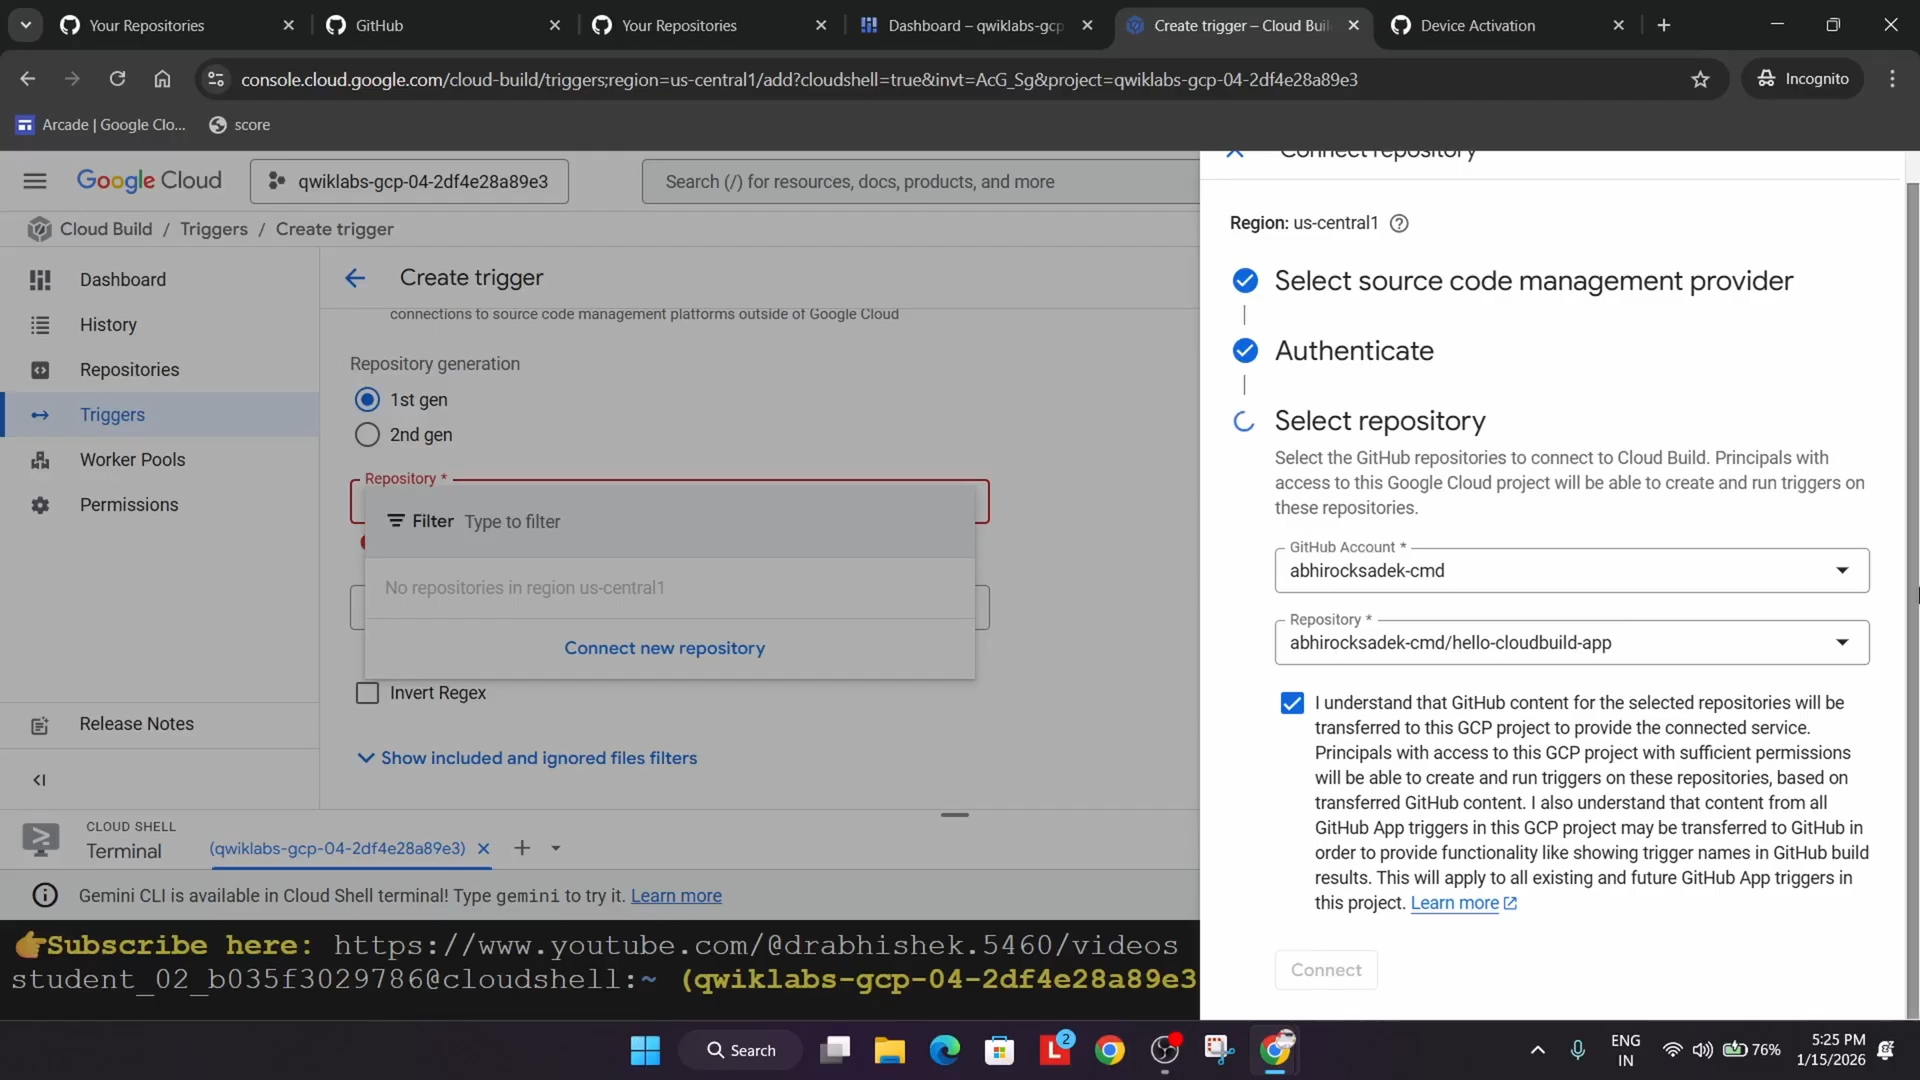 Your Repositories
GitHub
Your Repositories
Dashboard – qwiklabs-gcp
Create trigger – Cloud Buil
Device Activation
console.cloud.google.com/cloud-build/triggers;region=us-central1/add?cloudshell=true&invt=AcG_Sg&project=qwiklabs-gcp-04-2df4e28a89e3
Incognito
Arcade | Google Clo...
score
Google Cloud
qwiklabs-gcp-04-2df4e28a89e3
Search (/) for resources, docs, products, and more
Cloud Build / Triggers / Create trigger
Dashboard
History
Repositories
Triggers
Worker Pools
Permissions
Release Notes
Create trigger
connections to source code management platforms outside of Google Cloud
Repository generation
1st gen
2nd gen
Repository *
Filter Type to filter
No repositories in region us-central1
Connect new repository
Invert Regex
Show included and ignored files filters
Connect repository
Region: us-central1
Select source code management provider
Authenticate
Select repository
Select the GitHub repositories to connect to Cloud Build. Principals with
access to this Google Cloud project will be able to create and run triggers on
these repositories.
GitHub Account *
abhirocksadek-cmd
Repository *
abhirocksadek-cmd/hello-cloudbuild-app
I understand that GitHub content for the selected repositories will be
transferred to this GCP project to provide the connected service.
Principals with access to this GCP project with sufficient permissions
will be able to create and run triggers on these repositories, based on
transferred GitHub content. I also understand that content from all
GitHub App triggers in this GCP project may be transferred to GitHub in
order to provide functionality like showing trigger names in GitHub build
results. This will apply to all existing and future GitHub App triggers in
this project. Learn more
Connect
CLOUD SHELL
Terminal
(qwiklabs-gcp-04-2df4e28a89e3)
Gemini CLI is available in Cloud Shell terminal! Type gemini to try it. Learn more
👉Subscribe here: https://www.youtube.com/@drabhishek.5460/videos
student_02_b035f3029786@cloudshell:~ (qwiklabs-gcp-04-2df4e28a89e3
Search
L
2
ENG
IN
76%
5:25 PM
1/15/2026